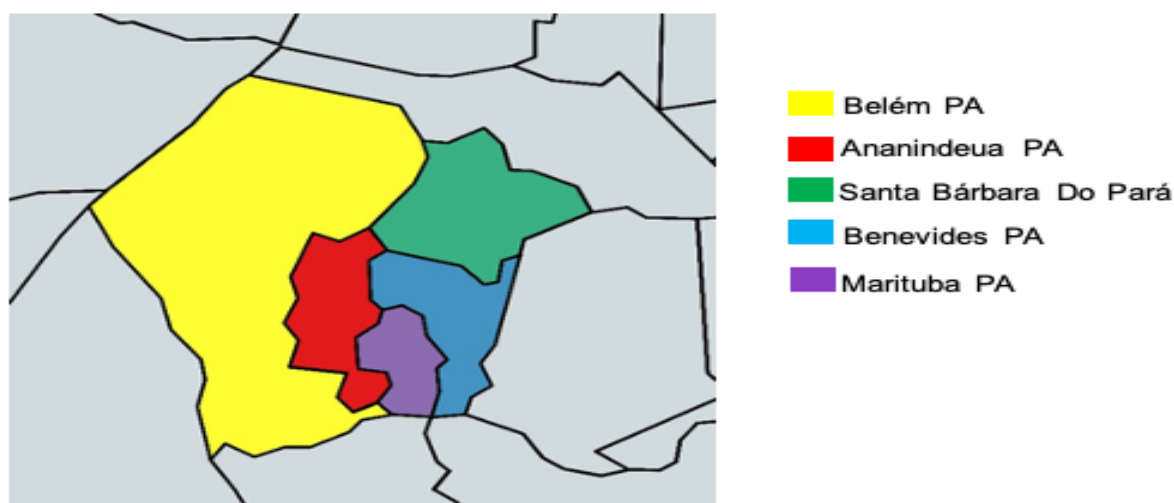 Belém PA
Ananindeua PA
Santa Bárbara Do Pará
Benevides PA
Marituba PA